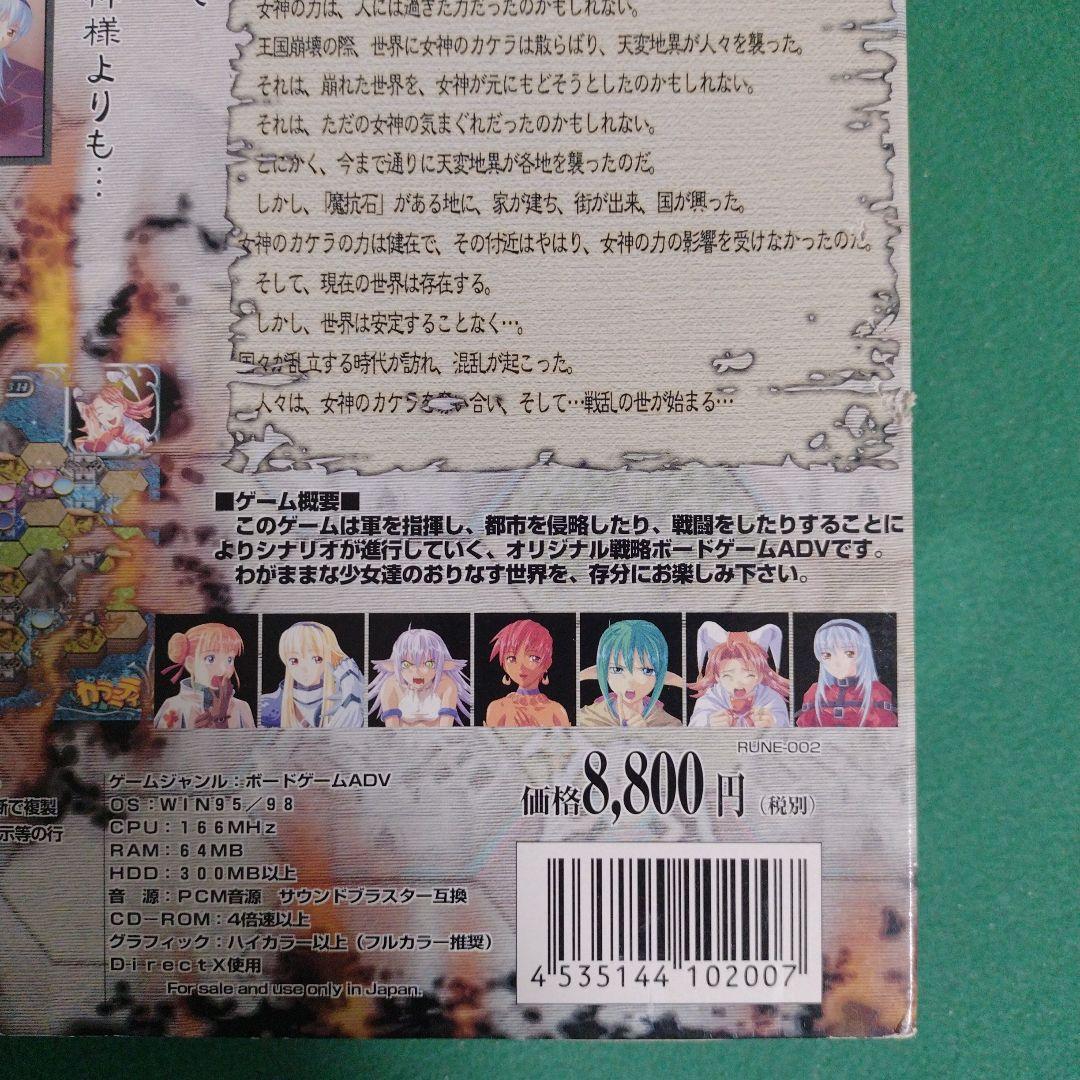 て
神様よりも…
女神の力は、人には過ぎた力だったのかもしれない。
王国崩壊の際、世界に女神のカケラは散らばり、天変地異が人々を襲った。
それは、崩れた世界を、女神が元にもどそうとしたのかもしれない。
それは、ただの女神の気まぐれだったのかもしれない。
とにかく、今まで通りに天変地異が各地を襲ったのだ。
しかし、「魔抗石」がある地に、家が建ち、街が出来、国が興った。
女神のカケラの力は健在で、その付近はやはり、女神の力の影響を受けなかったのだ。
そして、現在の世界は存在する。
しかし、世界は安定することなく…。
国々が乱立する時代が訪れ、混乱が起こった。
人々は、女神のカケラを奪い合い、そして…戦乱の世が始まる…
■ゲーム概要■
このゲームは軍を指揮し、都市を侵略したり、戦闘をしたりすることに
よりシナリオが進行していく、オリジナル戦略ボードゲームADVです。
わがままな少女達のおりなす世界を、存分にお楽しみ下さい。
RUNE-002
価格8,800円（税別）
断で複製
示等の行
ゲームジャンル：ボードゲームADV
OS：WIN95／98
CPU：166MHz
RAM：64MB
HDD：300MB以上
音　源：PCM音源　サウンドブラスター互換
CD－ROM：4倍速以上
グラフィック：ハイカラー以上（フルカラー推奨）
DirectX使用
For sale and use only in Japan.
4 535144 102007